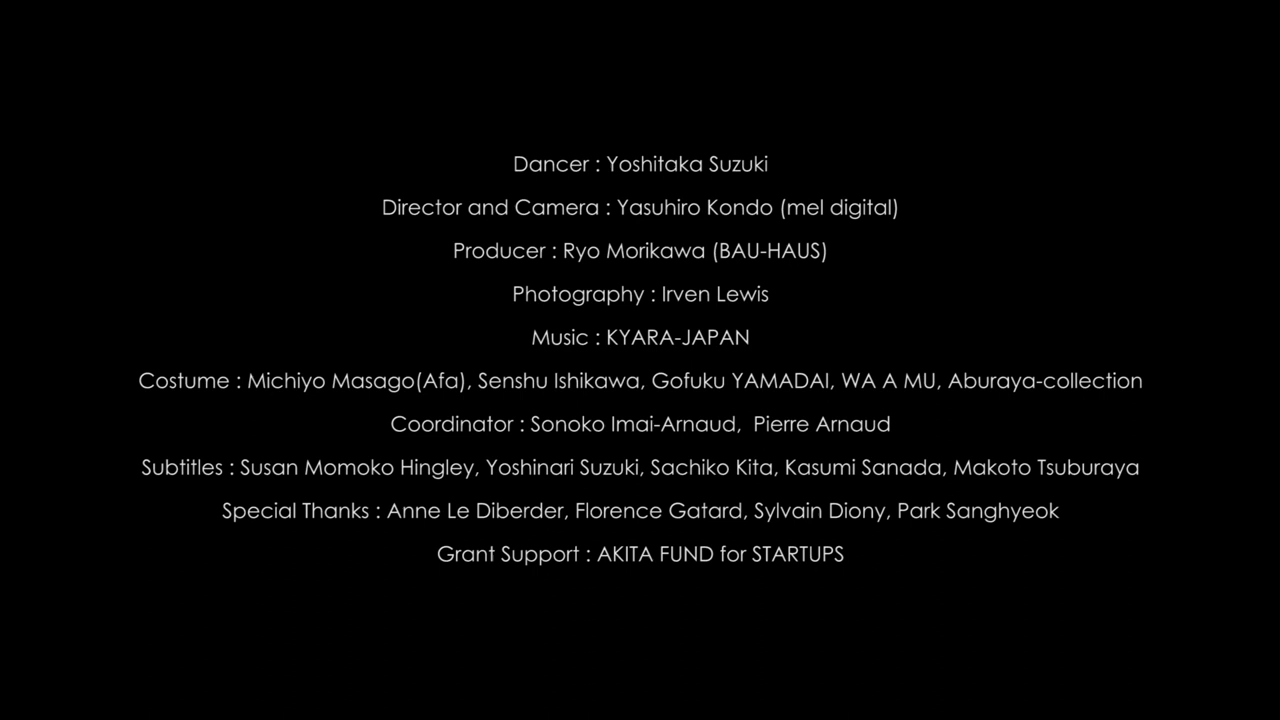 Dancer : Yoshitaka Suzuki
Director and Camera : Yasuhiro Kondo (mel digital)
Producer : Ryo Morikawa (BAU-HAUS)
Photography : Irven Lewis
Music : KYARA-JAPAN
Costume : Michiyo Masago(Afa), Senshu Ishikawa, Gofuku YAMADAI, WA A MU, Aburaya-collection
Coordinator : Sonoko Imai-Arnaud,  Pierre Arnaud
Subtitles : Susan Momoko Hingley, Yoshinari Suzuki, Sachiko Kita, Kasumi Sanada, Makoto Tsuburaya
Special Thanks : Anne Le Diberder, Florence Gatard, Sylvain Diony, Park Sanghyeok
Grant Support : AKITA FUND for STARTUPS